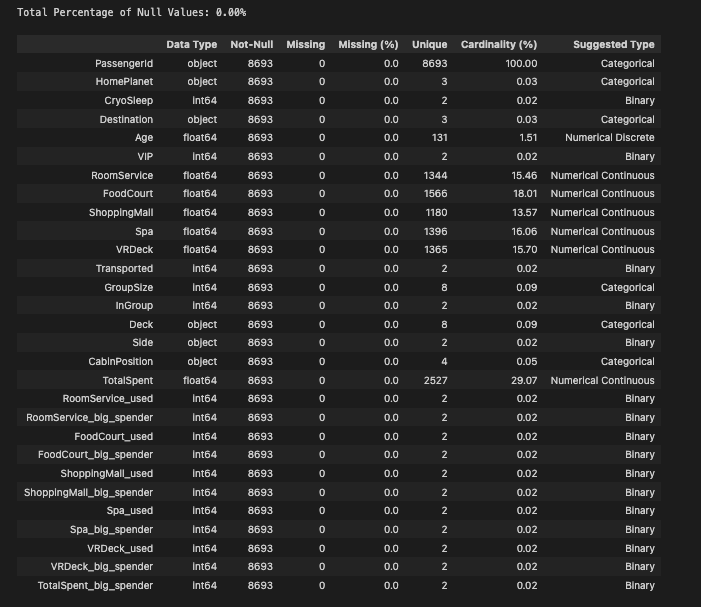 Total Percentage of Null Values: 0.00%
Data Type Not-Null Missing Missing (%) Unique Cardinality (%) Suggested Type
PassengerId object 8693 0 0.0 8693 100.00 Categorical
HomePlanet object 8693 0 0.0 3 0.03 Categorical
CryoSleep int64 8693 0 0.0 2 0.02 Binary
Destination object 8693 0 0.0 3 0.03 Categorical
Age float64 8693 0 0.0 131 1.51 Numerical Discrete
VIP int64 8693 0 0.0 2 0.02 Binary
RoomService float64 8693 0 0.0 1344 15.46 Numerical Continuous
FoodCourt float64 8693 0 0.0 1566 18.01 Numerical Continuous
ShoppingMall float64 8693 0 0.0 1180 13.57 Numerical Continuous
Spa float64 8693 0 0.0 1396 16.06 Numerical Continuous
VRDeck float64 8693 0 0.0 1365 15.70 Numerical Continuous
Transported int64 8693 0 0.0 2 0.02 Binary
GroupSize int64 8693 0 0.0 8 0.09 Categorical
InGroup int64 8693 0 0.0 2 0.02 Binary
Deck object 8693 0 0.0 8 0.09 Categorical
Side object 8693 0 0.0 2 0.02 Binary
CabinPosition object 8693 0 0.0 4 0.05 Categorical
TotalSpent float64 8693 0 0.0 2527 29.07 Numerical Continuous
RoomService_used int64 8693 0 0.0 2 0.02 Binary
RoomService_big_spender int64 8693 0 0.0 2 0.02 Binary
FoodCourt_used int64 8693 0 0.0 2 0.02 Binary
FoodCourt_big_spender int64 8693 0 0.0 2 0.02 Binary
ShoppingMall_used int64 8693 0 0.0 2 0.02 Binary
ShoppingMall_big_spender int64 8693 0 0.0 2 0.02 Binary
Spa_used int64 8693 0 0.0 2 0.02 Binary
Spa_big_spender int64 8693 0 0.0 2 0.02 Binary
VRDeck_used int64 8693 0 0.0 2 0.02 Binary
VRDeck_big_spender int64 8693 0 0.0 2 0.02 Binary
TotalSpent_big_spender int64 8693 0 0.0 2 0.02 Binary